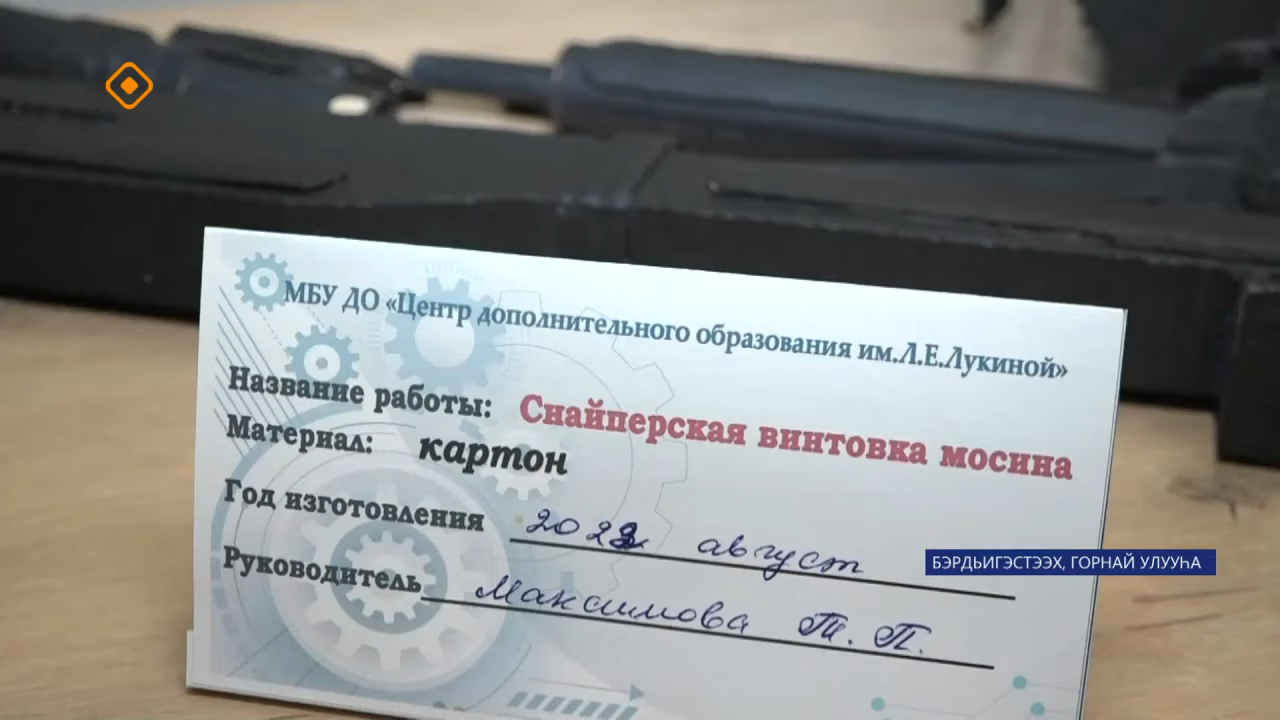 МБУ ДО «Центр дополнительного образования им.Л.Е.Лукиной»
Название работы: Снайперская винтовка мосина
Материал: картон
Год изготовления 2022 август
Руководитель Максимова Т. П.
БЭРДЬИГЭСТЭЭХ, ГОРНАЙ УЛУУҺА